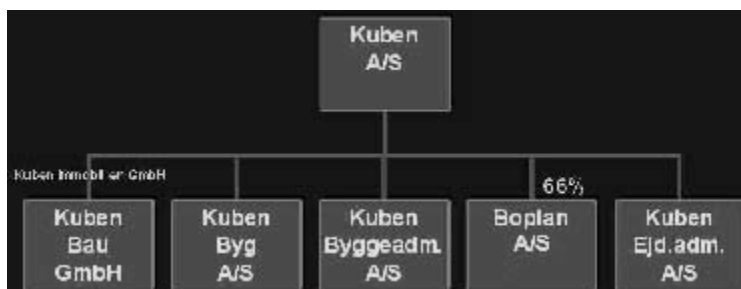 Kuben
A/S
Kuben Immobilien GmbH
66%
Kuben
Bau
GmbH
Kuben
Byg
A/S
Kuben
Byggeadm.
A/S
Boplan
A/S
Kuben
Ejd.adm.
A/S